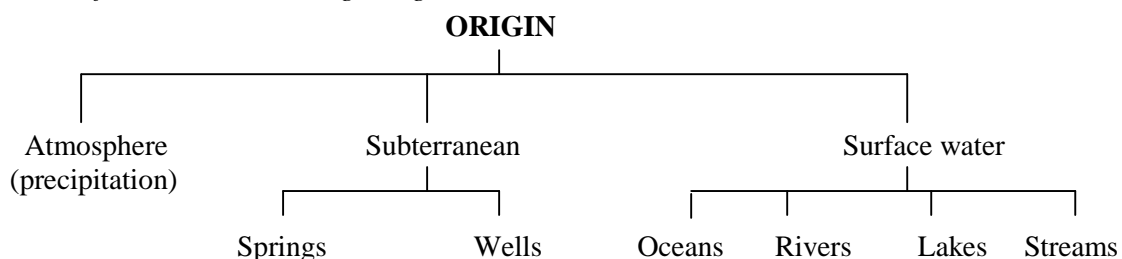 ORIGIN
Atmosphere Subterranean Surface water
(precipitation)
Springs Wells Oceans Rivers Lakes Streams